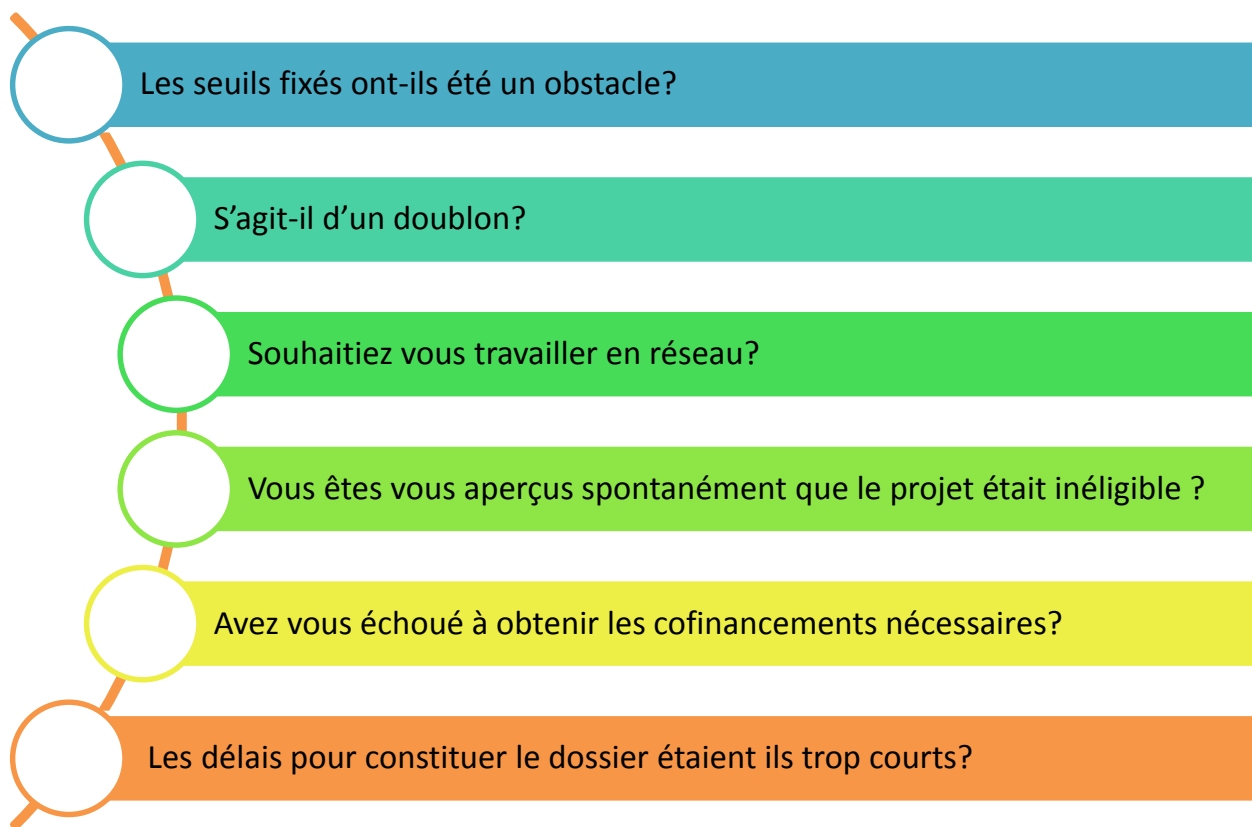 Les seuils fixés ont-ils été un obstacle?
S’agit-il d’un doublon?
Souhaitiez vous travailler en réseau?
Vous êtes vous aperçus spontanément que le projet était inéligible ?
Avez vous échoué à obtenir les cofinancements nécessaires?
Les délais pour constituer le dossier étaient ils trop courts?